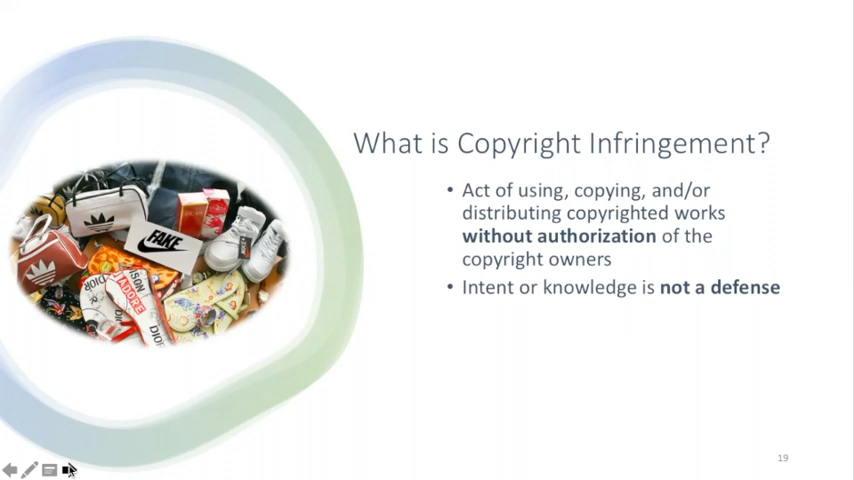 What is Copyright Infringement?
• Act of using, copying, and/or
distributing copyrighted works
without authorization of the
copyright owners
• Intent or knowledge is not a defense
FAKE
DIOR
J'ADORE
DIOR
19